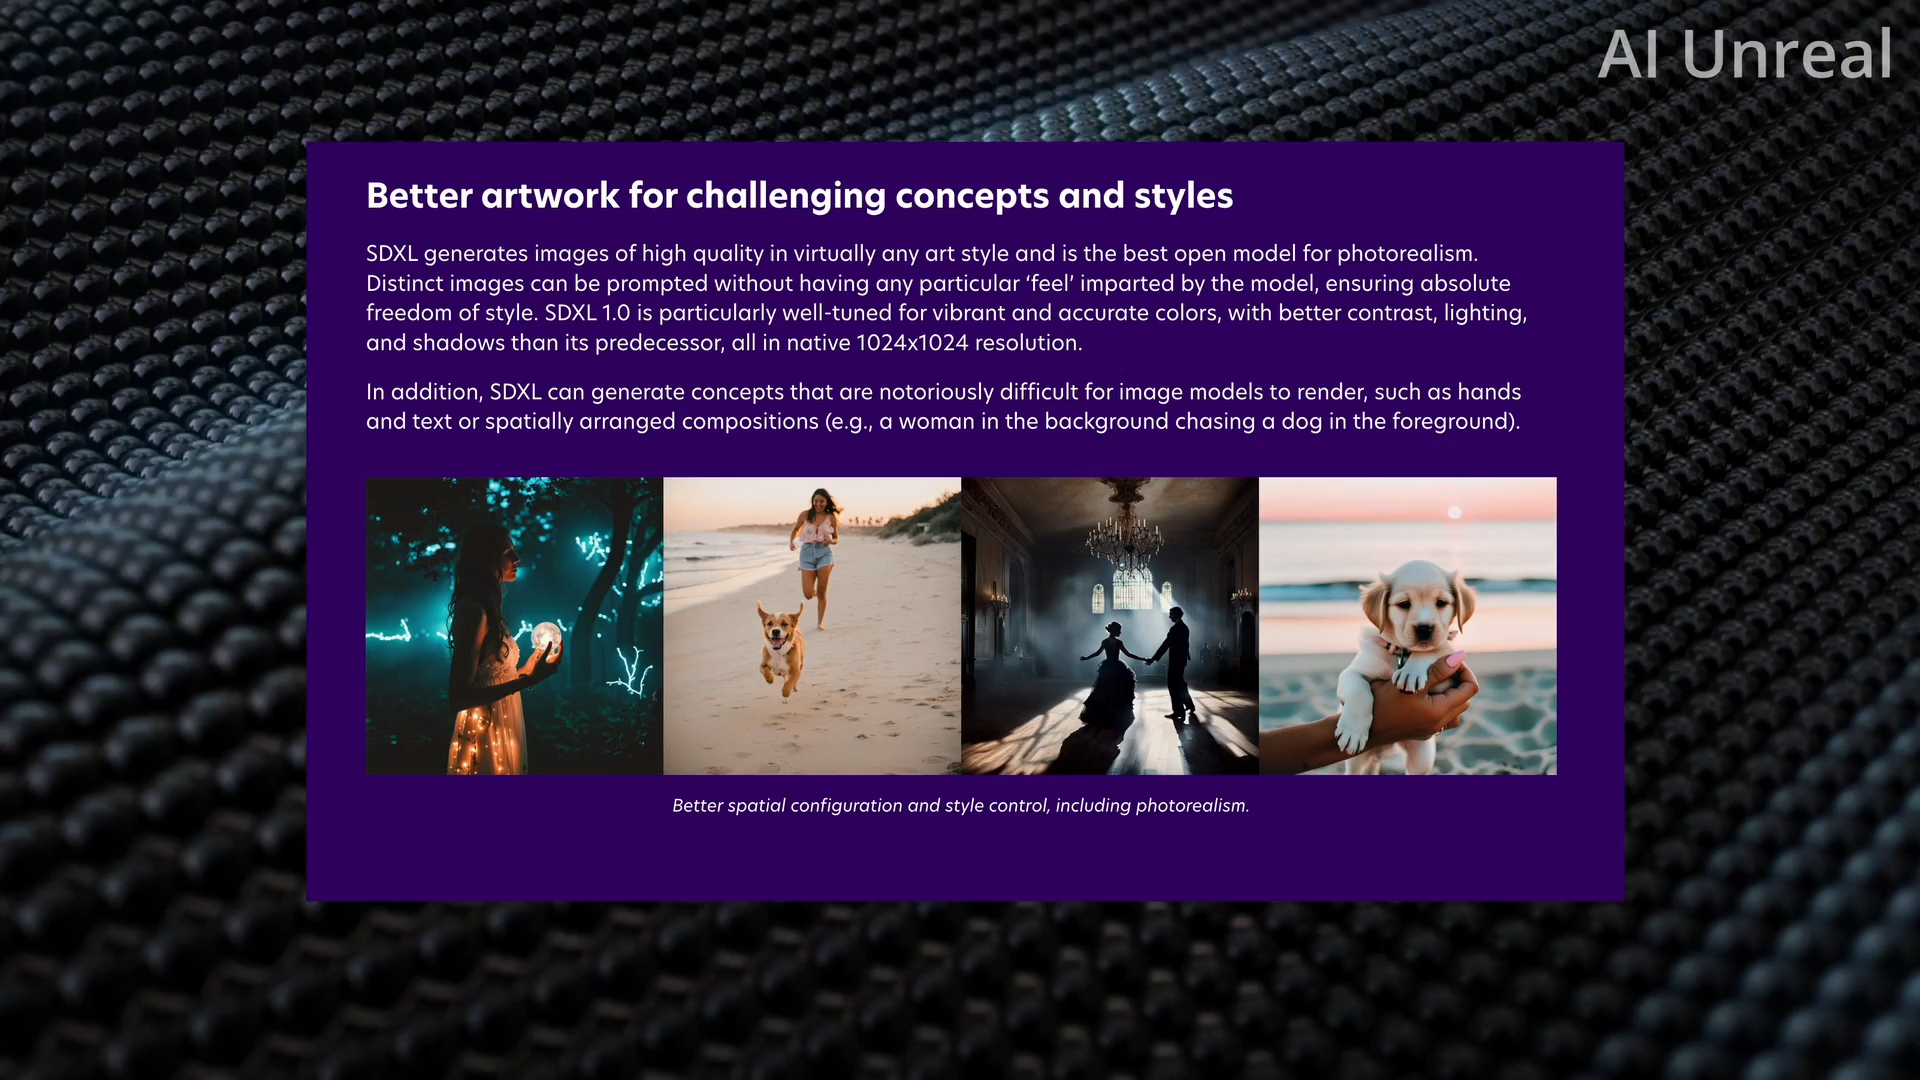 AI Unreal
Better artwork for challenging concepts and styles
SDXL generates images of high quality in virtually any art style and is the best open model for photorealism.
Distinct images can be prompted without having any particular ‘feel’ imparted by the model, ensuring absolute
freedom of style. SDXL 1.0 is particularly well-tuned for vibrant and accurate colors, with better contrast, lighting,
and shadows than its predecessor, all in native 1024x1024 resolution.
In addition, SDXL can generate concepts that are notoriously difficult for image models to render, such as hands
and text or spatially arranged compositions (e.g., a woman in the background chasing a dog in the foreground).
Better spatial configuration and style control, including photorealism.